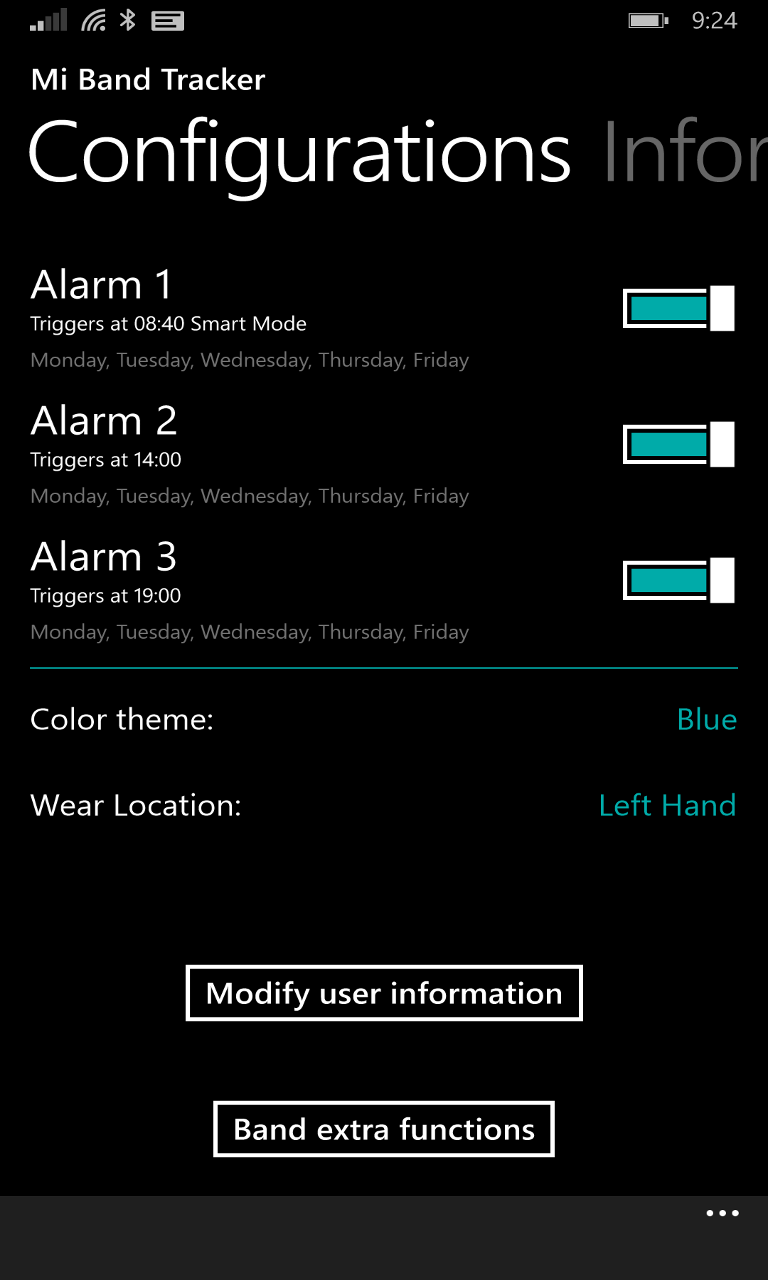 9:24
Mi Band Tracker
Configurations Infor
Alarm 1
Triggers at 08:40 Smart Mode
Monday, Tuesday, Wednesday, Thursday, Friday
Alarm 2
Triggers at 14:00
Monday, Tuesday, Wednesday, Thursday, Friday
Alarm 3
Triggers at 19:00
Monday, Tuesday, Wednesday, Thursday, Friday
Color theme: Blue
Wear Location: Left Hand
Modify user information
Band extra functions